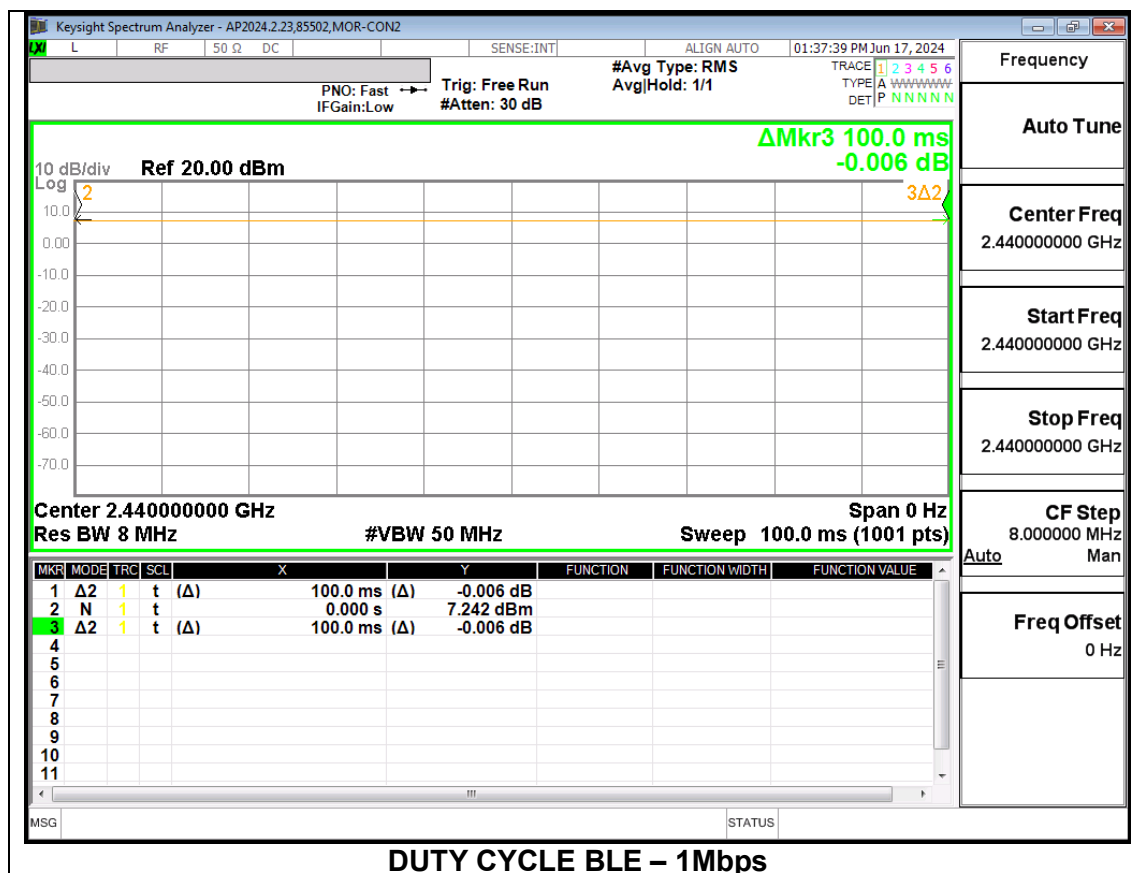 Keysight Spectrum Analyzer - AP2024.2.23,85502,MOR-CON2
LXI L RF 50 Ω DC SENSE:INT ALIGN AUTO 01:37:39 PM Jun 17, 2024
PNO: Fast
IFGain:Low
Trig: Free Run
#Atten: 30 dB
#Avg Type: RMS
Avg|Hold: 1/1
TRACE 1 2 3 4 5 6
TYPE A WWWWW
DET P N N N N N
ΔMkr3 100.0 ms
-0.006 dB
10 dB/div Ref 20.00 dBm
Log
2
3Δ2
10.0
0.00
-10.0
-20.0
-30.0
-40.0
-50.0
-60.0
-70.0
Center 2.440000000 GHz Span 0 Hz
Res BW 8 MHz #VBW 50 MHz Sweep 100.0 ms (1001 pts)
MKR MODE TRC SCL X Y FUNCTION FUNCTION WIDTH FUNCTION VALUE
1 Δ2 1 t (Δ) 100.0 ms (Δ) -0.006 dB
2 N 1 t 0.000 s 7.242 dBm
3 Δ2 1 t (Δ) 100.0 ms (Δ) -0.006 dB
4
5
6
7
8
9
10
11
MSG STATUS
Frequency
Auto Tune
Center Freq
2.440000000 GHz
Start Freq
2.440000000 GHz
Stop Freq
2.440000000 GHz
CF Step
8.000000 MHz
Auto Man
Freq Offset
0 Hz
DUTY CYCLE BLE – 1Mbps